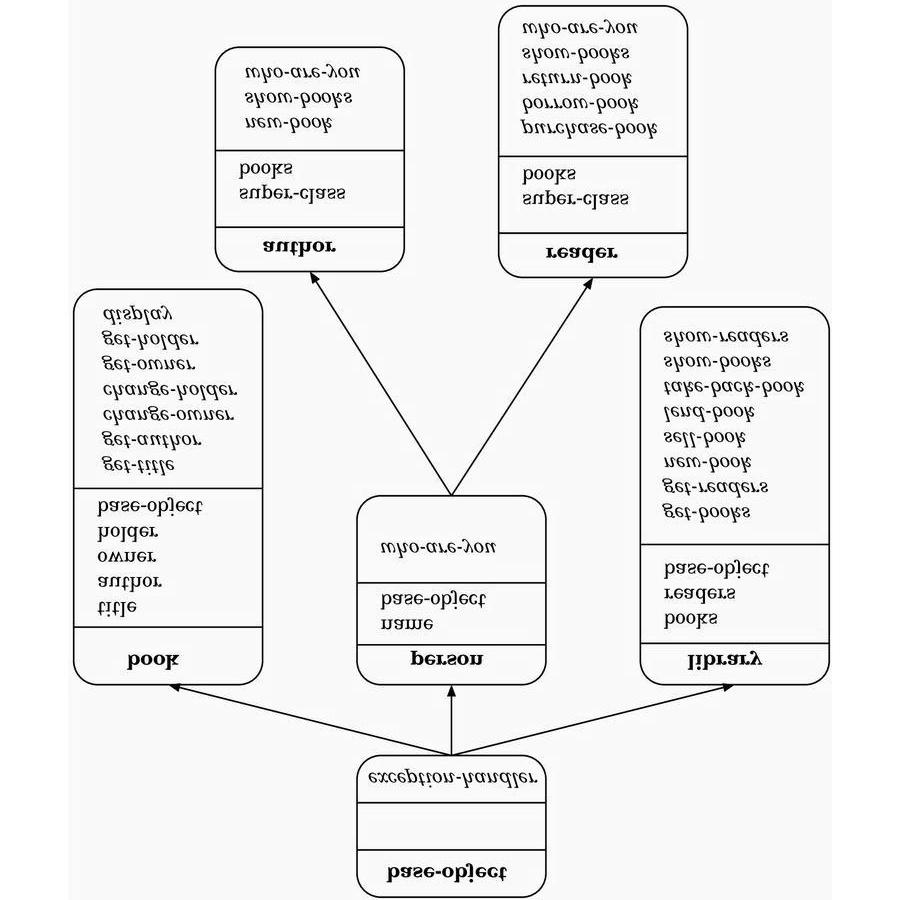 base-object
exception-handler
book
title
author
owner
holder
base-object
get-title
get-author
change-owner
change-holder
get-owner
get-holder
display
person
name
base-object
who-are-you
library
books
readers
base-object
get-books
get-readers
new-book
sell-book
lend-book
take-back-book
show-books
show-readers
author
super-class
books
new-book
show-books
who-are-you
reader
super-class
books
purchase-book
borrow-book
return-book
show-books
who-are-you